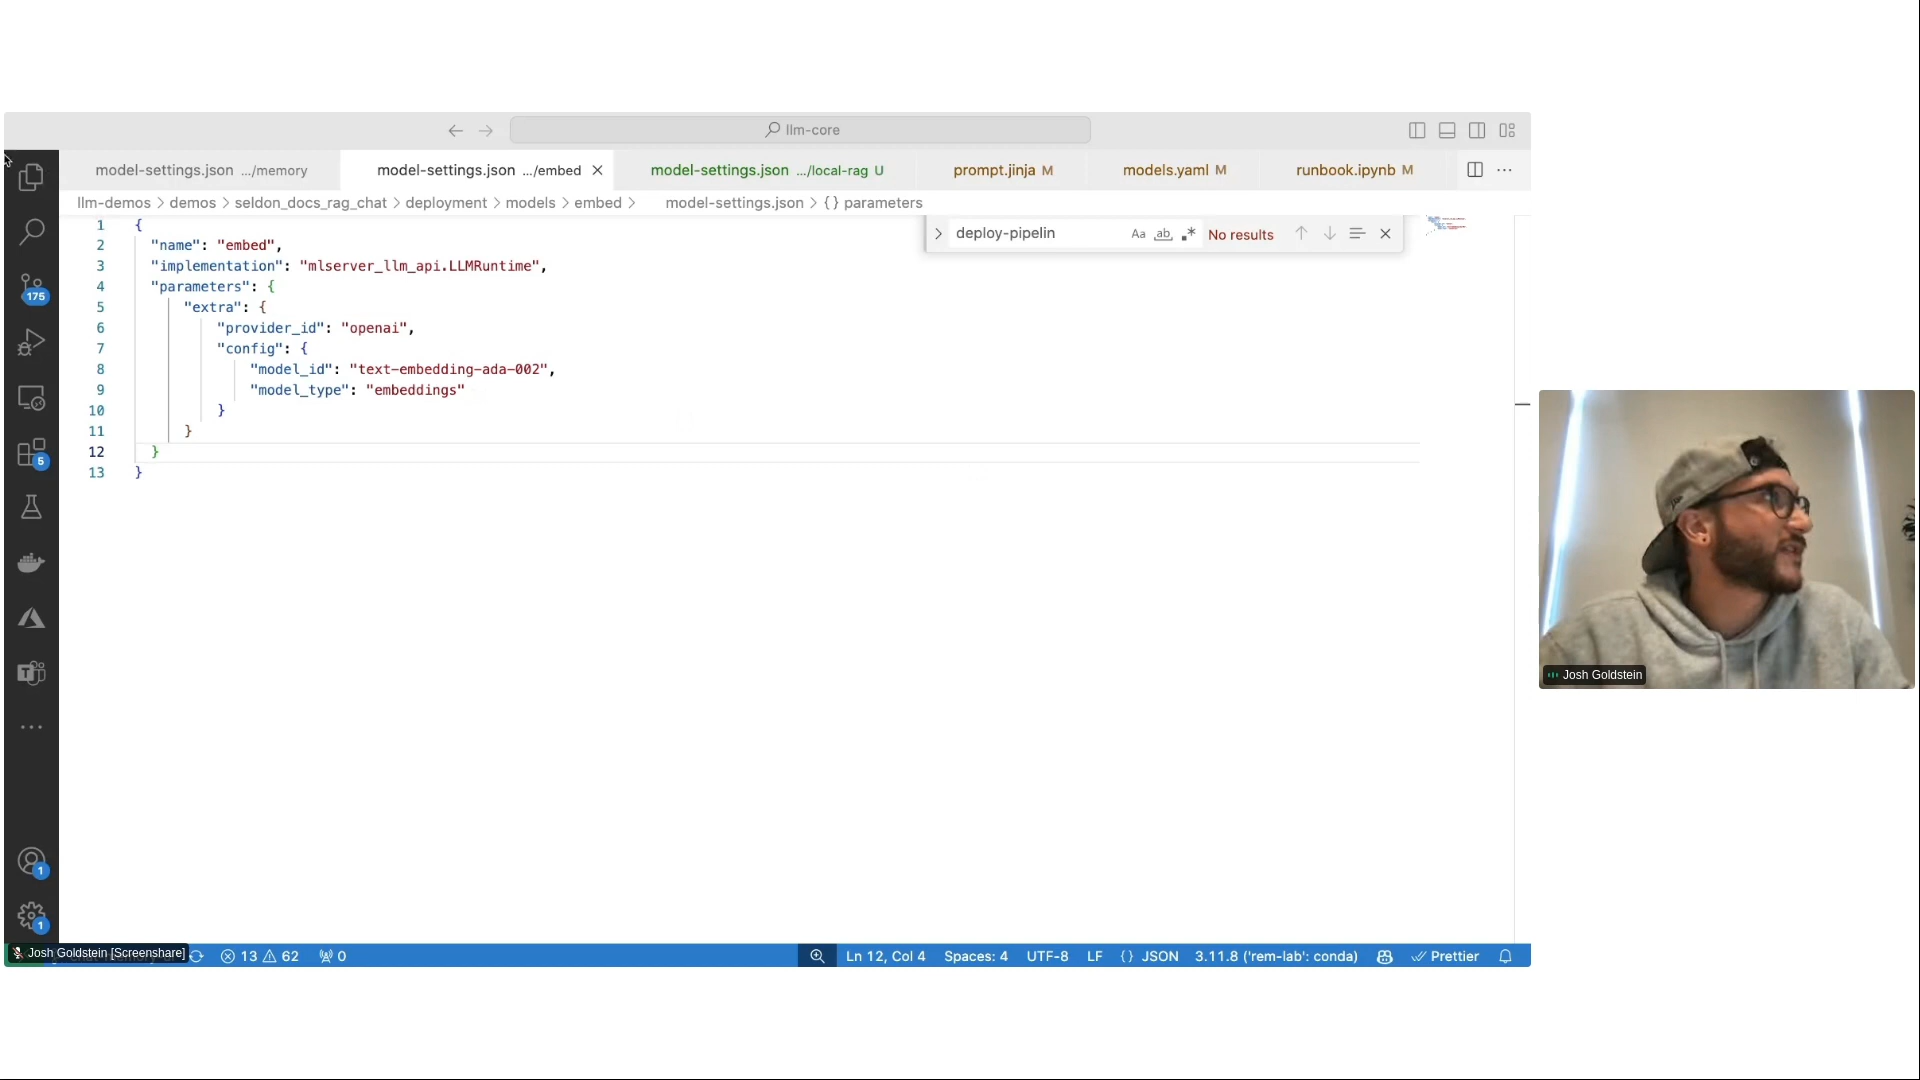 llm-core
model-settings.json .../memory
model-settings.json .../embed
model-settings.json .../local-rag U
prompt.jinja M
models.yaml M
runbook.ipynb M
llm-demos > demos > seldon_docs_rag_chat > deployment > models > embed > model-settings.json > {} parameters
deploy-pipelin Aa ab No results
1 {
2 "name": "embed",
3 "implementation": "mlserver_llm_api.LLMRuntime",
4 "parameters": {
5 "extra": {
6 "provider_id": "openai",
7 "config": {
8 "model_id": "text-embedding-ada-002",
9 "model_type": "embeddings"
10 }
11 }
12 }
13 }
175
5
1
1
Josh Goldstein
Josh Goldstein [Screenshare]
13 62 0
Ln 12, Col 4 Spaces: 4 UTF-8 LF {} JSON 3.11.8 ('rem-lab': conda) Prettier